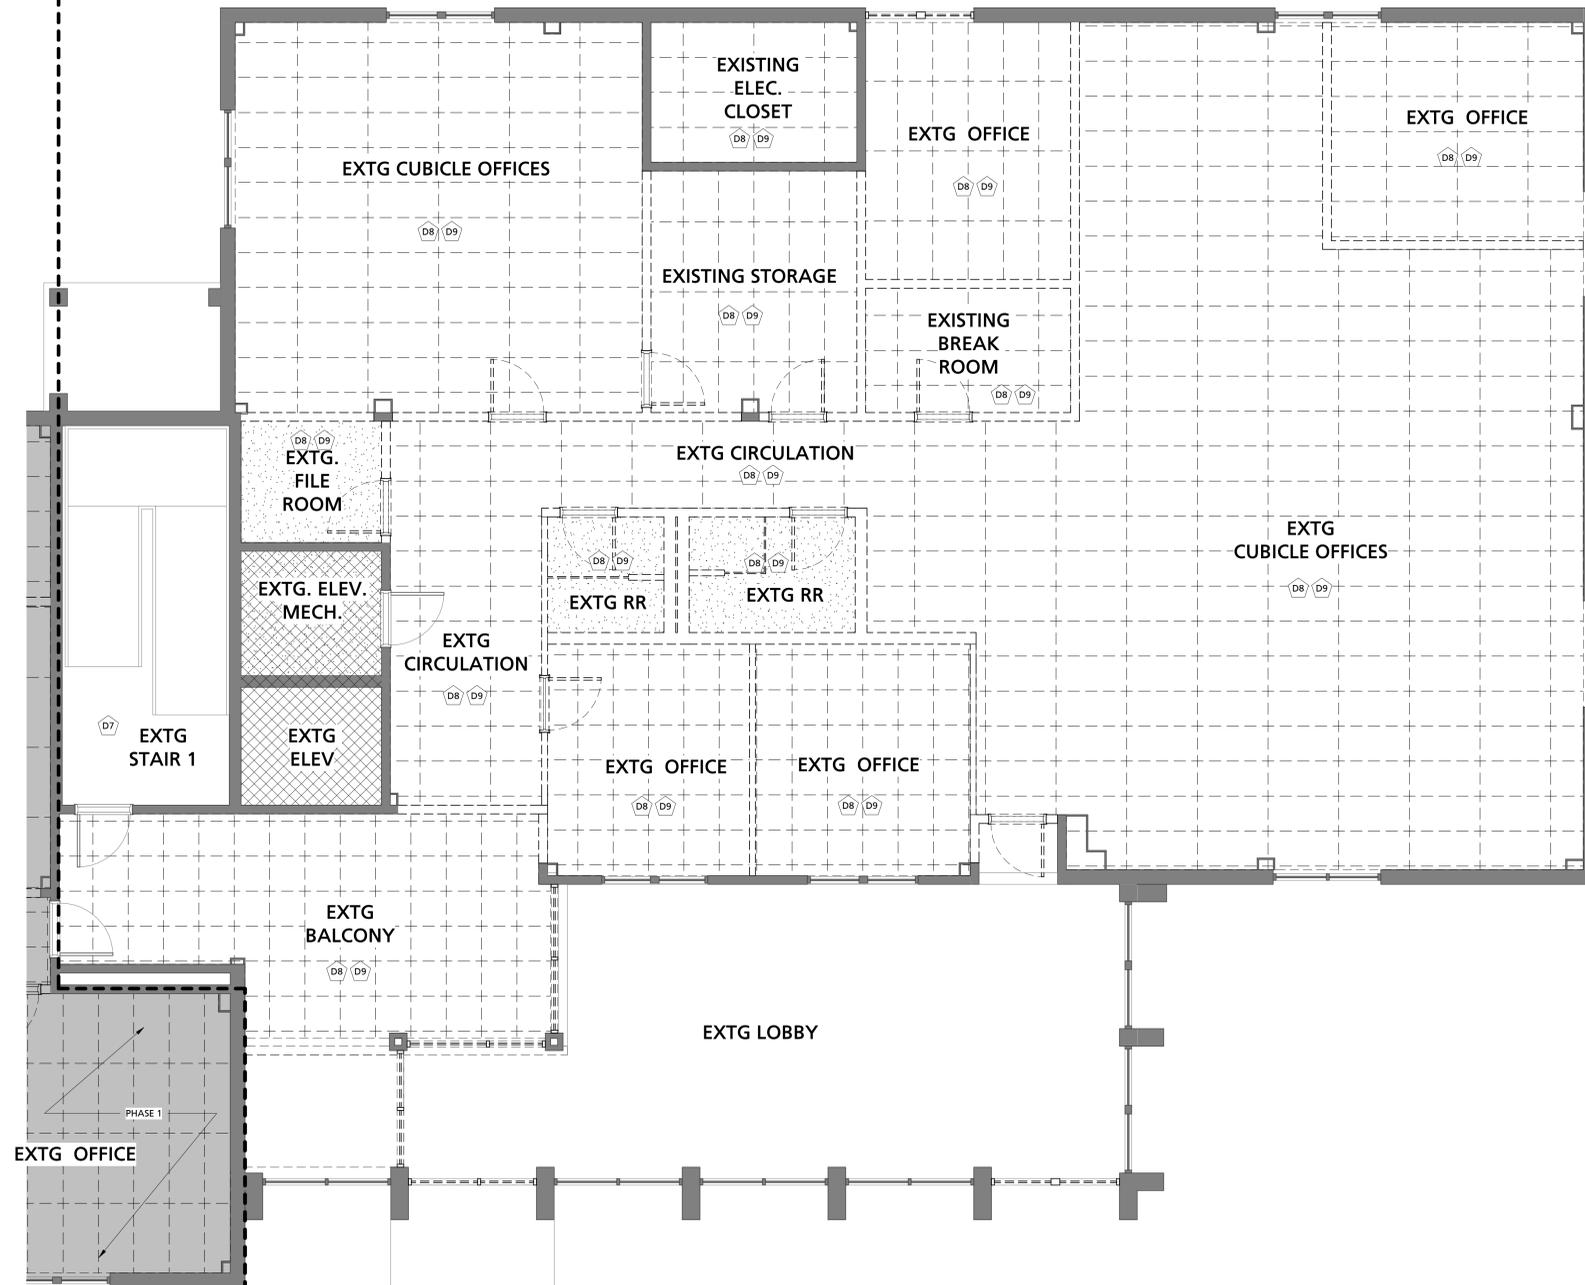 EXISTING
ELEC.
CLOSET
D8 D9
EXTG OFFICE
D8 D9
EXTG OFFICE
D8 D9
EXTG CUBICLE OFFICES
D8 D9
EXISTING STORAGE
D8 D9
EXISTING
BREAK
ROOM
D8 D9
D8 D9
EXTG.
FILE
ROOM
EXTG CIRCULATION
D8 D9
EXTG
CUBICLE OFFICES
D8 D9
D8 D9
EXTG RR
D8 D9
EXTG RR
EXTG. ELEV.
MECH.
EXTG
CIRCULATION
D8 D9
D7
EXTG
STAIR 1
EXTG
ELEV
EXTG OFFICE
D8 D9
EXTG OFFICE
D8 D9
EXTG
BALCONY
D8 D9
EXTG LOBBY
PHASE 1
EXTG OFFICE